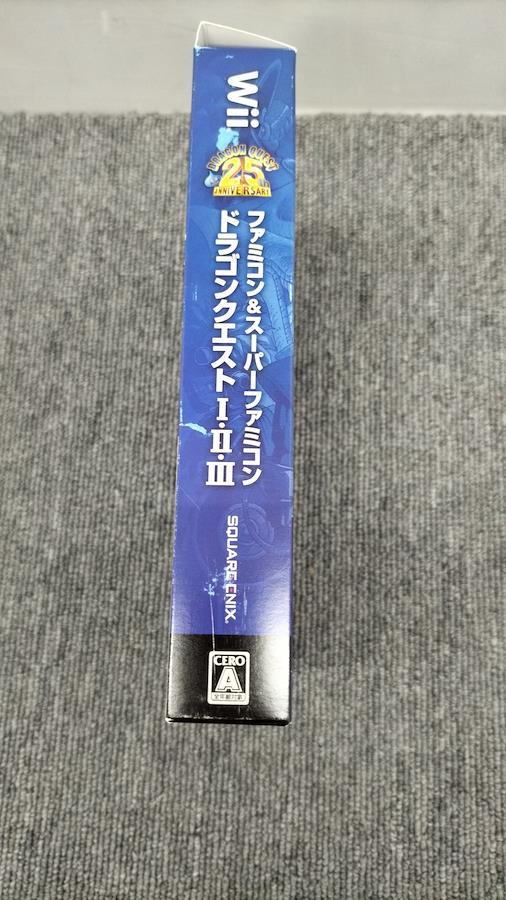 Wii
DRAGON QUEST
25th
ANNIVERSARY
ファミコン&スーパーファミコン
ドラゴンクエストⅠ·Ⅱ·Ⅲ
SQUARE ENIX.
CERO
A
全年齢対象